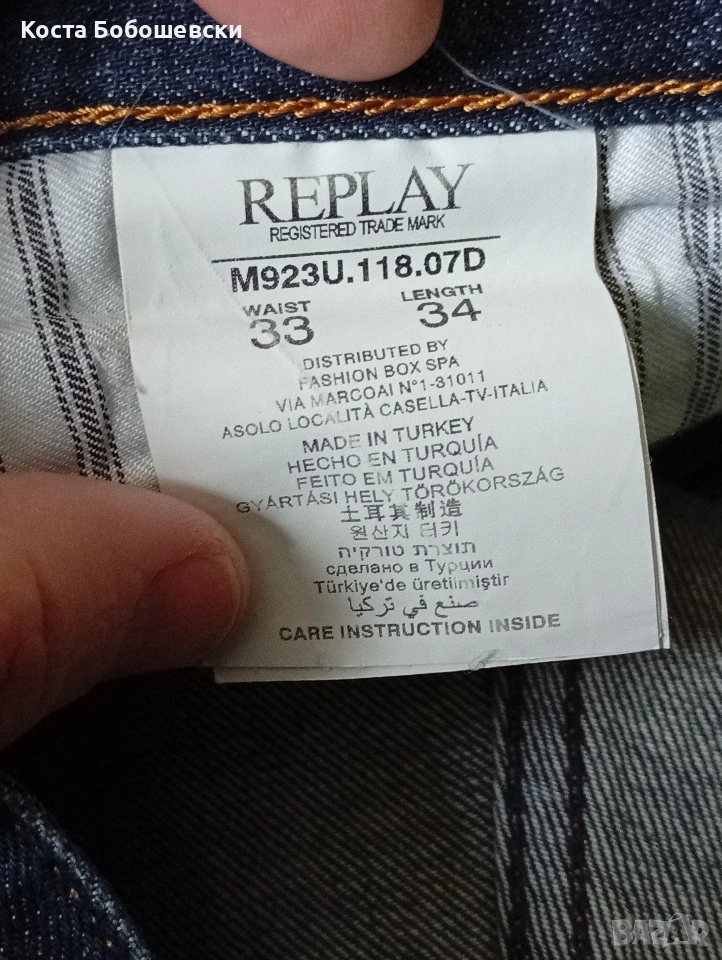 Коста Бобошевски
REPLAY
REGISTERED TRADE MARK
M923U.118.07D
WAIST LENGTH
33 34
DISTRIBUTED BY
FASHION BOX SPA
VIA MARCOAI N°1-31011
ASOLO LOCALITÀ CASELLA-TV-ITALIA
MADE IN TURKEY
HECHO EN TURQUÍA
FEITO EM TURQUÍA
GYÁRTÁSI HELY TÖRÖKORSZÁG
土耳其制造
원산지 터키
תוצרת טורקיה
сделано в Турции
Türkiye'de üretilmiştir
صنع في تركيا
CARE INSTRUCTION INSIDE
BAZAR